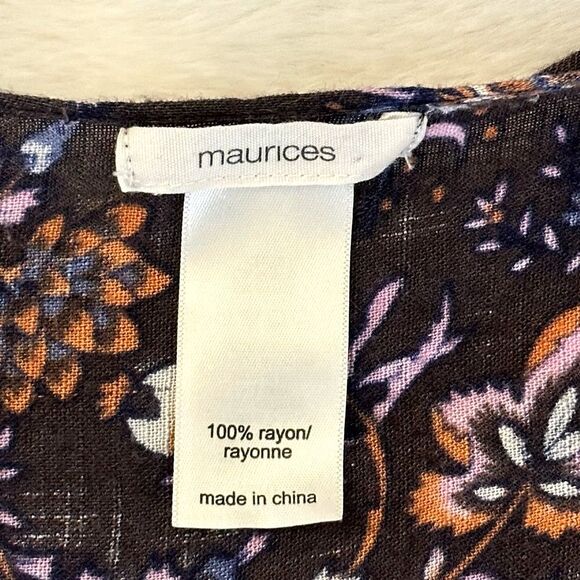 maurices
100% rayon/
rayonne
made in china